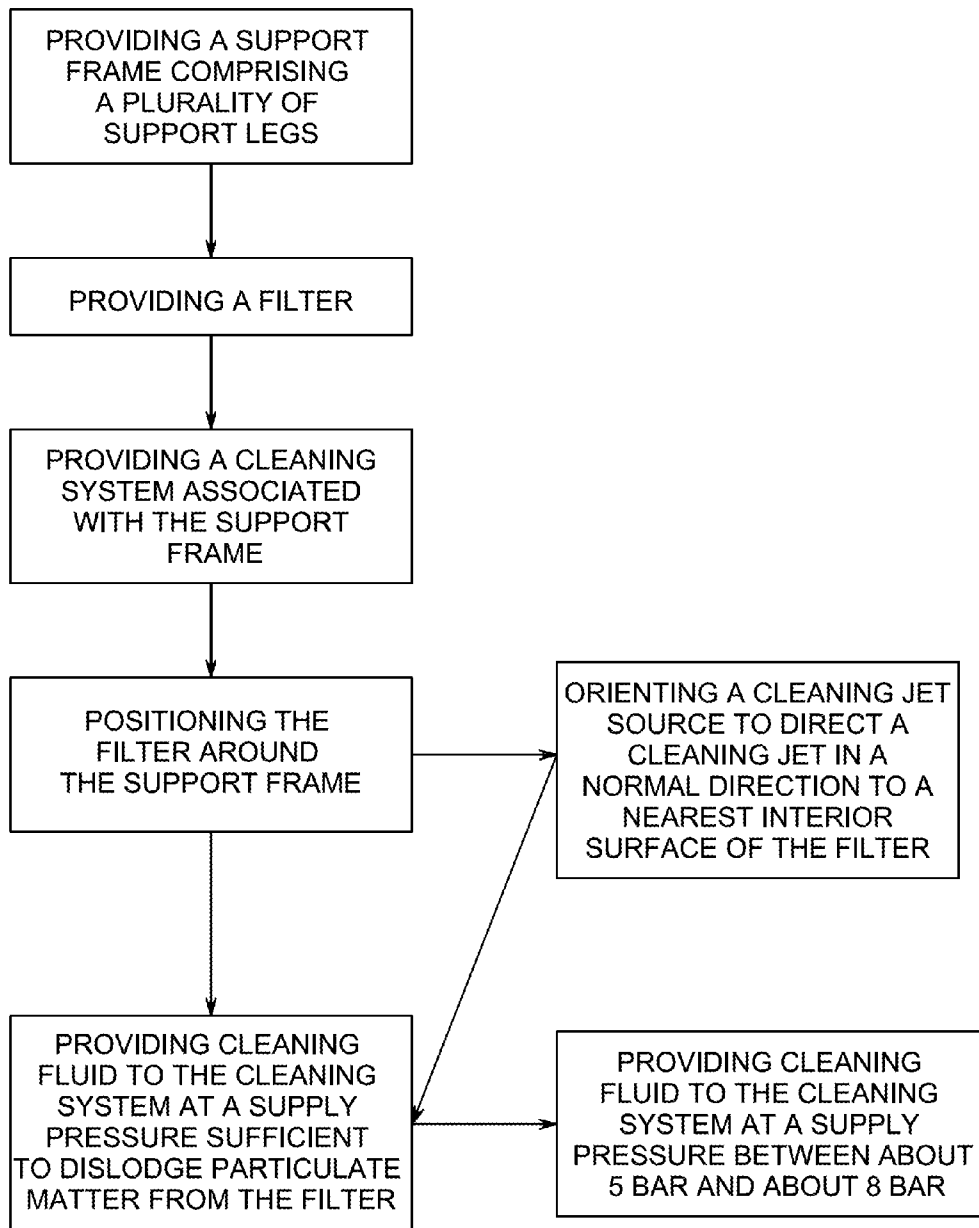 PROVIDING A SUPPORT
FRAME COMPRISING
A PLURALITY OF
SUPPORT LEGS
PROVIDING A FILTER
PROVIDING A CLEANING
SYSTEM ASSOCIATED
WITH THE SUPPORT
FRAME
POSITIONING THE
FILTER AROUND
THE SUPPORT FRAME
ORIENTING A CLEANING JET
SOURCE TO DIRECT A
CLEANING JET IN A
NORMAL DIRECTION TO A
NEAREST INTERIOR
SURFACE OF THE FILTER
PROVIDING CLEANING
FLUID TO THE CLEANING
SYSTEM AT A SUPPLY
PRESSURE SUFFICIENT
TO DISLODGE PARTICULATE
MATTER FROM THE FILTER
PROVIDING CLEANING
FLUID TO THE CLEANING
SYSTEM AT A SUPPLY
PRESSURE BETWEEN ABOUT
5 BAR AND ABOUT 8 BAR